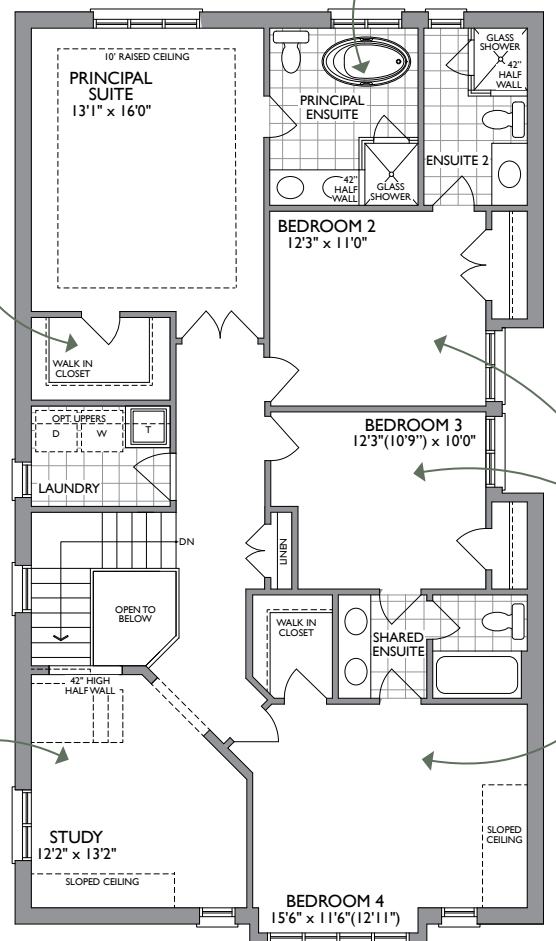 10' RAISED CEILING
PRINCIPAL
SUITE
13'1" x 16'0"
PRINCIPAL
ENSUITE
42"
HALF
WALL
GLASS
SHOWER
GLASS
SHOWER
42"
HALF
WALL
ENSUITE 2
BEDROOM 2
12'3" x 11'0"
WALK IN
CLOSET
OPT. UPPERS
D
W
T
LAUNDRY
BEDROOM 3
12'3"(10'9") x 10'0"
DN
LINEN
OPEN TO
BELOW
WALK IN
CLOSET
SHARED
ENSUITE
42" HIGH
HALF WALL
STUDY
12'2" x 13'2"
SLOPED CEILING
SLOPED
CEILING
BEDROOM 4
15'6" x 11'6"(12'11")